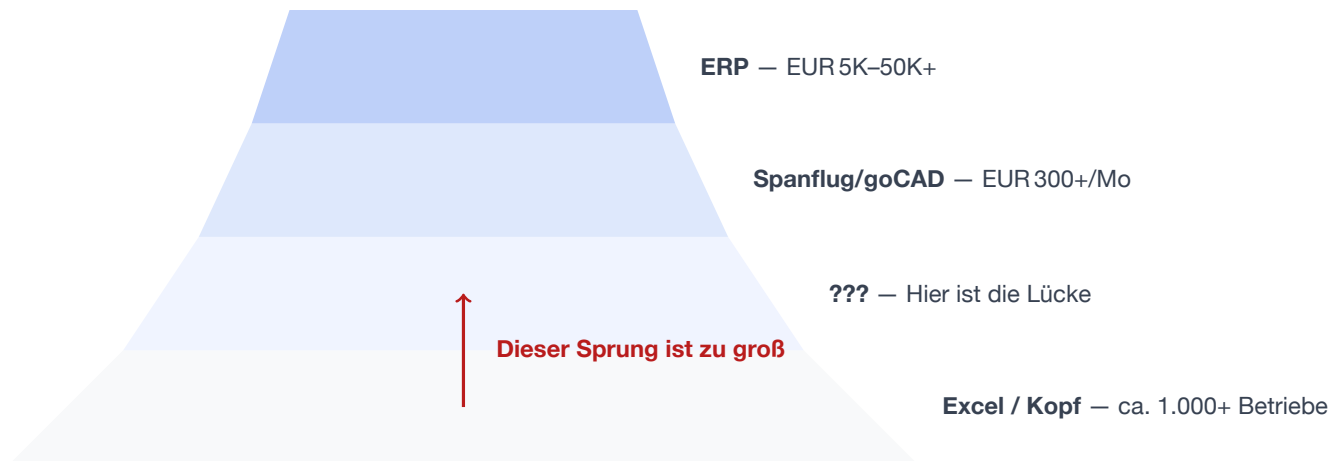 ERP — EUR 5K–50K+
Spanflug/goCAD — EUR 300+/Mo
??? — Hier ist die Lücke
Dieser Sprung ist zu groß
Excel / Kopf — ca. 1.000+ Betriebe